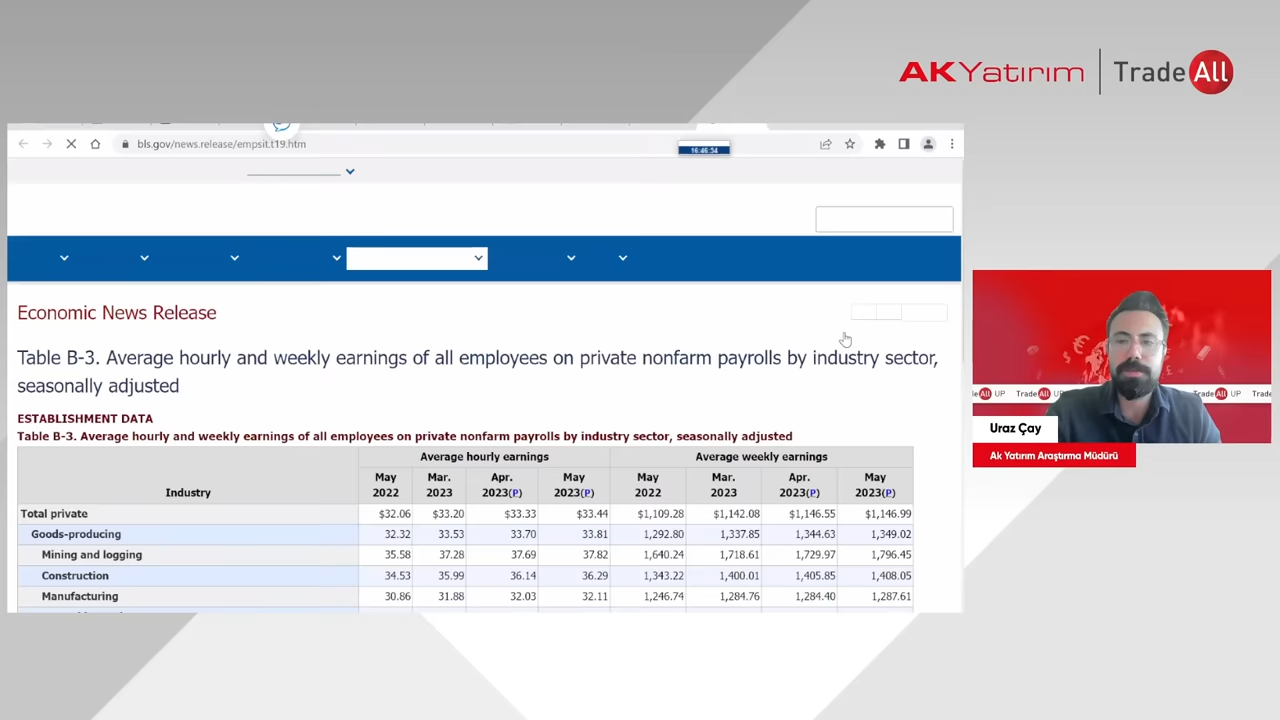 AKYatırım | TradeAll
bls.gov/news.release/empsit.t19.htm
16:46:54
Economic News Release
Table B-3. Average hourly and weekly earnings of all employees on private nonfarm payrolls by industry sector,
seasonally adjusted
ESTABLISHMENT DATA
Table B-3. Average hourly and weekly earnings of all employees on private nonfarm payrolls by industry sector, seasonally adjusted
Industry Average hourly earnings Average weekly earnings
May 2022 Mar. 2023 Apr. 2023(P) May 2023(P) May 2022 Mar. 2023 Apr. 2023(P) May 2023(P)
Total private $32.06 $33.20 $33.33 $33.44 $1,109.28 $1,142.08 $1,146.55 $1,146.99
Goods-producing 32.32 33.53 33.70 33.81 1,292.80 1,337.85 1,344.63 1,349.02
Mining and logging 35.58 37.28 37.69 37.82 1,640.24 1,718.61 1,729.97 1,796.45
Construction 34.53 35.99 36.14 36.29 1,343.22 1,400.01 1,405.85 1,408.05
Manufacturing 30.86 31.88 32.03 32.11 1,246.74 1,284.76 1,284.40 1,287.61
All UP TradeAll UP TradeAll UP Trade
Uraz Çay
Ak Yatırım Araştırma Müdürü